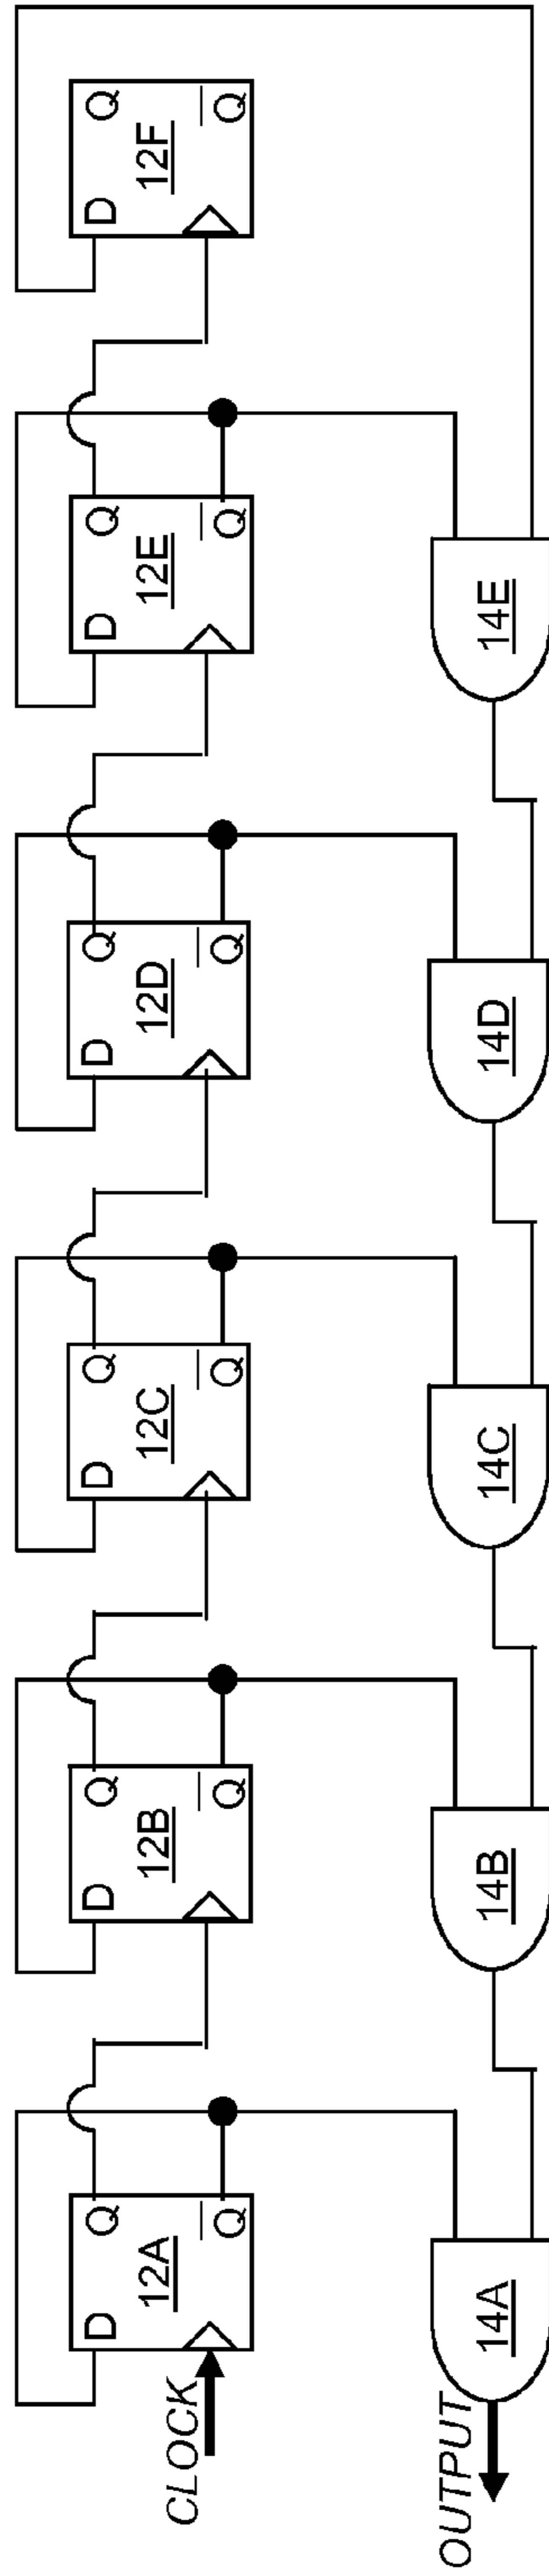 D Q 12A Q
D Q 12B Q
D Q 12C Q
D Q 12D Q
D Q 12E Q
D Q 12F Q
CLOCK
14A
14B
14C
14D
14E
OUTPUT